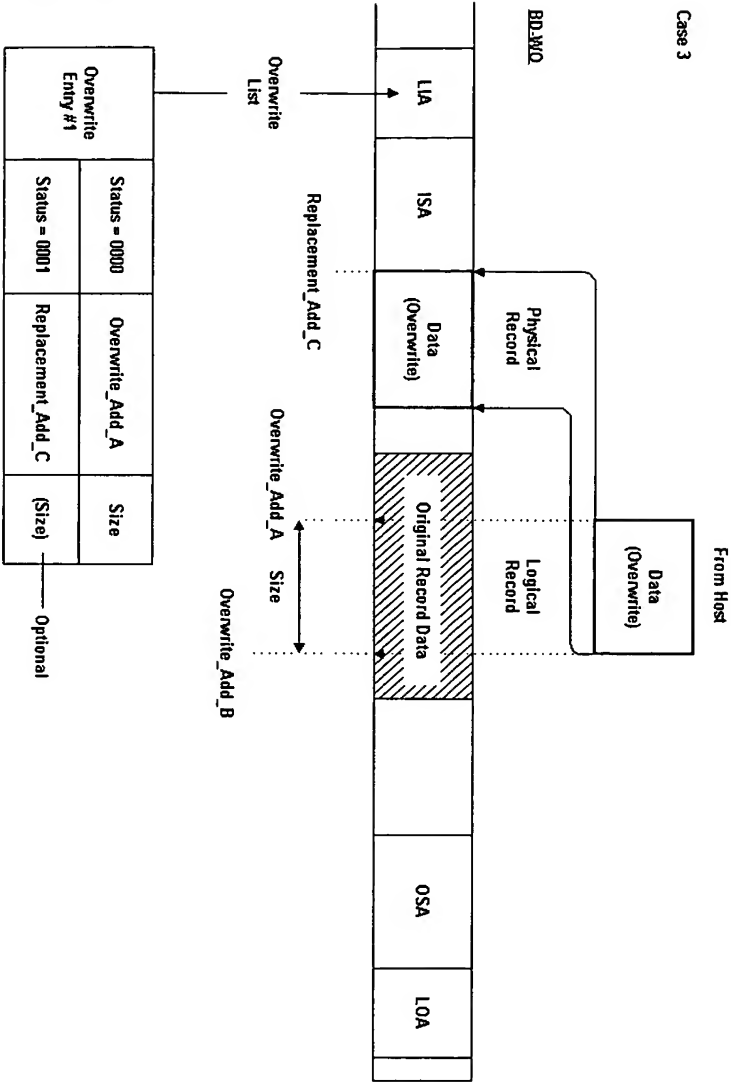 Case 3
From Host
Data
(Overwrite)
BD-WO
Physical
Record
Logical
Record
LIA
ISA
Data
(Overwrite)
Original Record Data
OSA
LOA
Replacement_Add_C
Overwrite_Add_A
Size
Overwrite_Add_B
Overwrite
List
Overwrite
Entry #1
Status = 0000
Overwrite_Add_A
Size
Status = 0001
Replacement_Add_C
(Size)
Optional